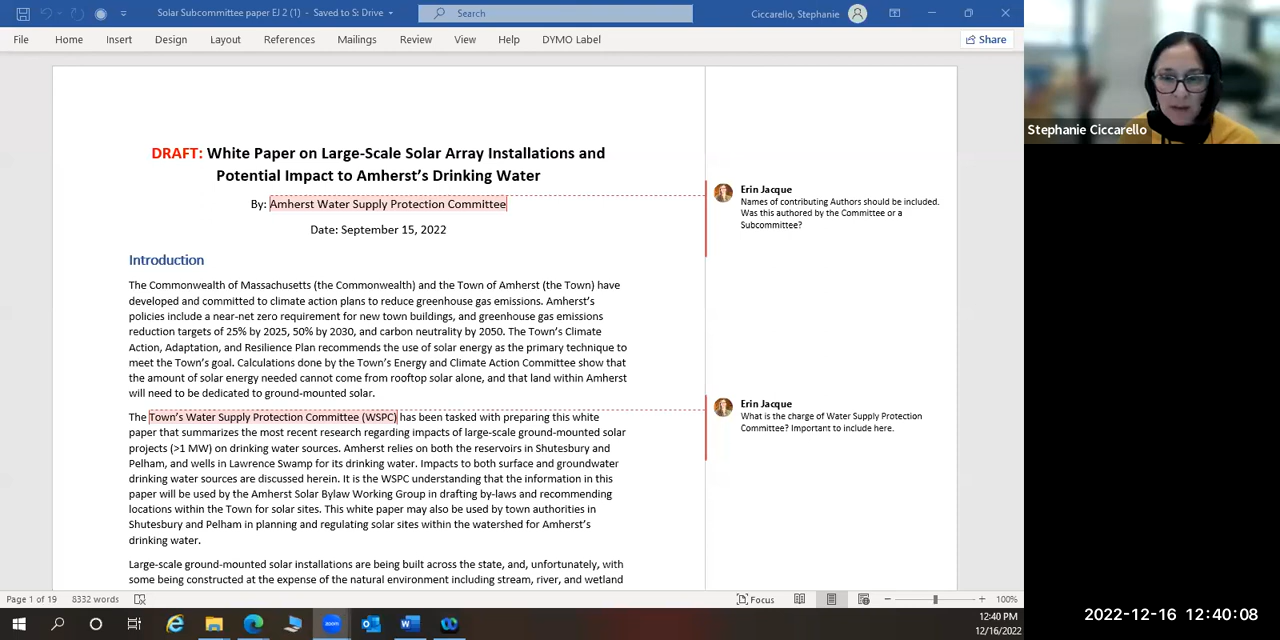 Solar Subcommittee paper EJ 2 (1) - Saved to S: Drive
Search
Ciccarello, Stephanie
File Home Insert Design Layout References Mailings Review View Help DYMO Label Share
DRAFT: White Paper on Large-Scale Solar Array Installations and
Potential Impact to Amherst's Drinking Water
By: Amherst Water Supply Protection Committee
Date: September 15, 2022
Introduction
The Commonwealth of Massachusetts (the Commonwealth) and the Town of Amherst (the Town) have
developed and committed to climate action plans to reduce greenhouse gas emissions. Amherst's
policies include a near-net zero requirement for new town buildings, and greenhouse gas emissions
reduction targets of 25% by 2025, 50% by 2030, and carbon neutrality by 2050. The Town's Climate
Action, Adaptation, and Resilience Plan recommends the use of solar energy as the primary technique to
meet the Town's goal. Calculations done by the Town's Energy and Climate Action Committee show that
the amount of solar energy needed cannot come from rooftop solar alone, and that land within Amherst
will need to be dedicated to ground-mounted solar.
The Town's Water Supply Protection Committee (WSPC) has been tasked with preparing this white
paper that summarizes the most recent research regarding impacts of large-scale ground-mounted solar
projects (>1 MW) on drinking water sources. Amherst relies on both the reservoirs in Shutesbury and
Pelham, and wells in Lawrence Swamp for its drinking water. Impacts to both surface and groundwater
drinking water sources are discussed herein. It is the WSPC understanding that the information in this
paper will be used by the Amherst Solar Bylaw Working Group in drafting by-laws and recommending
locations within the Town for solar sites. This white paper may also be used by town authorities in
Shutesbury and Pelham in planning and regulating solar sites within the watershed for Amherst's
drinking water.
Large-scale ground-mounted solar installations are being built across the state, and, unfortunately, with
some being constructed at the expense of the natural environment including stream, river, and wetland
Erin Jacque
Names of contributing Authors should be included.
Was this authored by the Committee or a
Subcommittee?
Erin Jacque
What is the charge of Water Supply Protection
Committee? Important to include here.
Stephanie Ciccarello
Page 1 of 19 8332 words Focus 100%
12:40 PM
12/16/2022
2022-12-16 12:40:08